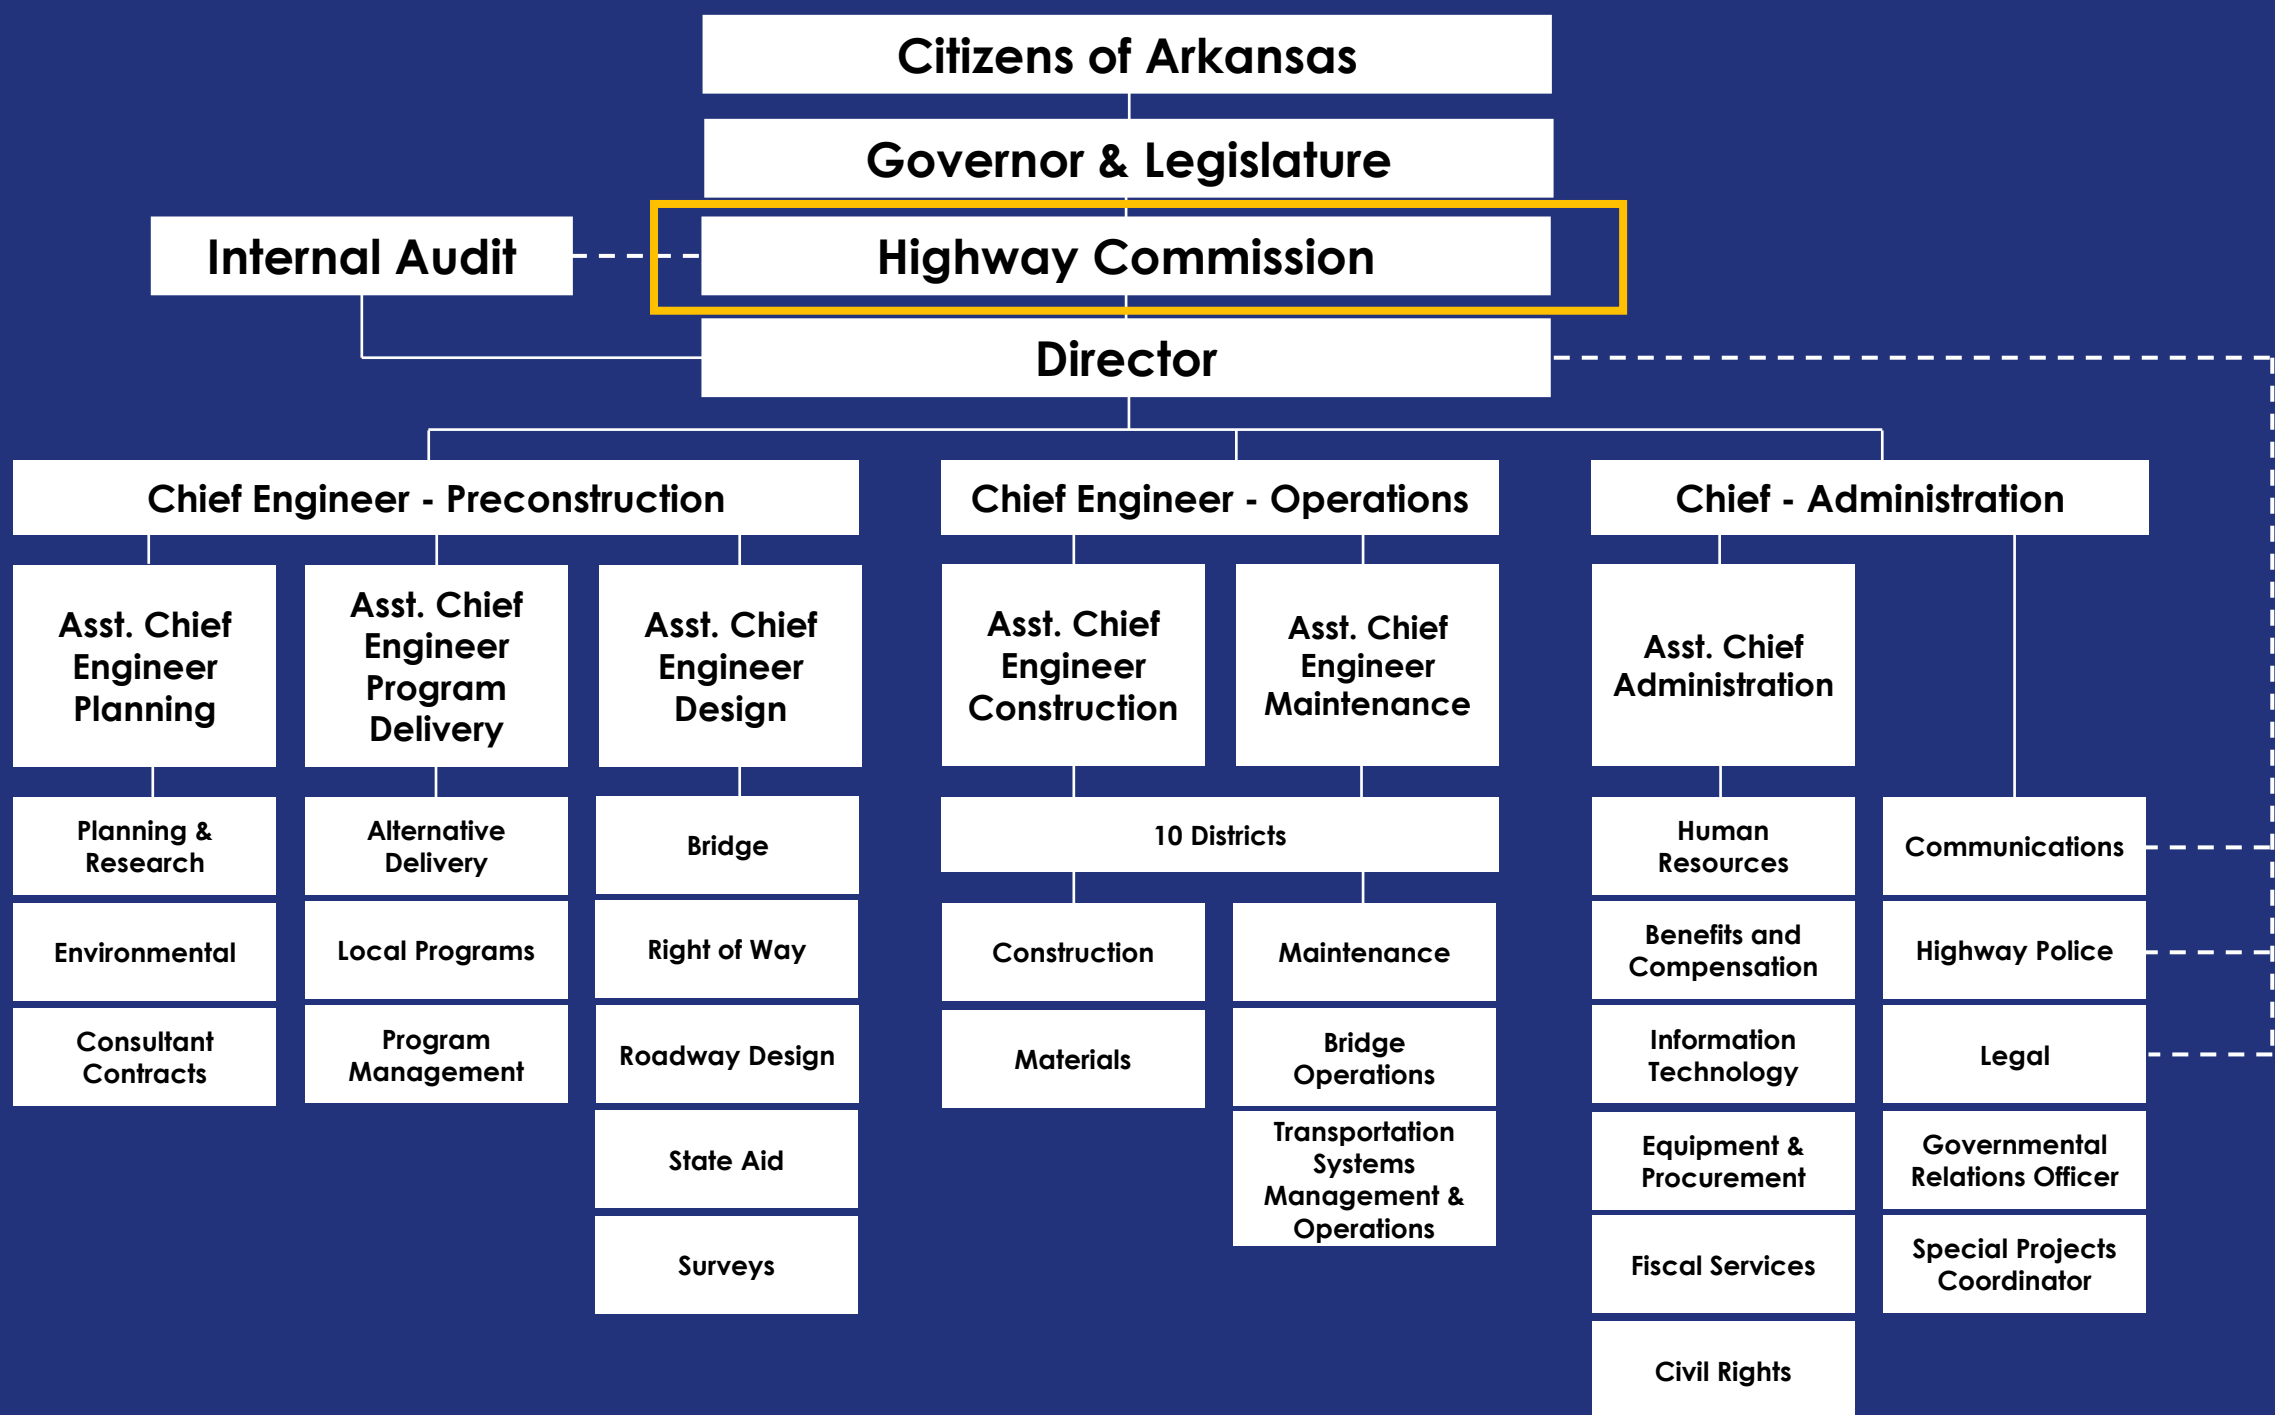 Citizens of Arkansas
Governor & Legislature
Internal Audit
Highway Commission
Director
Chief Engineer - Preconstruction
Chief Engineer - Operations
Chief - Administration
Asst. Chief
Engineer
Planning
Asst. Chief
Engineer
Program
Delivery
Asst. Chief
Engineer
Design
Asst. Chief
Engineer
Construction
Asst. Chief
Engineer
Maintenance
Asst. Chief
Administration
Planning &
Research
Environmental
Consultant
Contracts
Alternative
Delivery
Local Programs
Program
Management
Bridge
Right of Way
Roadway Design
State Aid
Surveys
10 Districts
Construction
Materials
Maintenance
Bridge
Operations
Transportation
Systems
Management &
Operations
Human
Resources
Benefits and
Compensation
Information
Technology
Equipment &
Procurement
Fiscal Services
Civil Rights
Communications
Highway Police
Legal
Governmental
Relations Officer
Special Projects
Coordinator